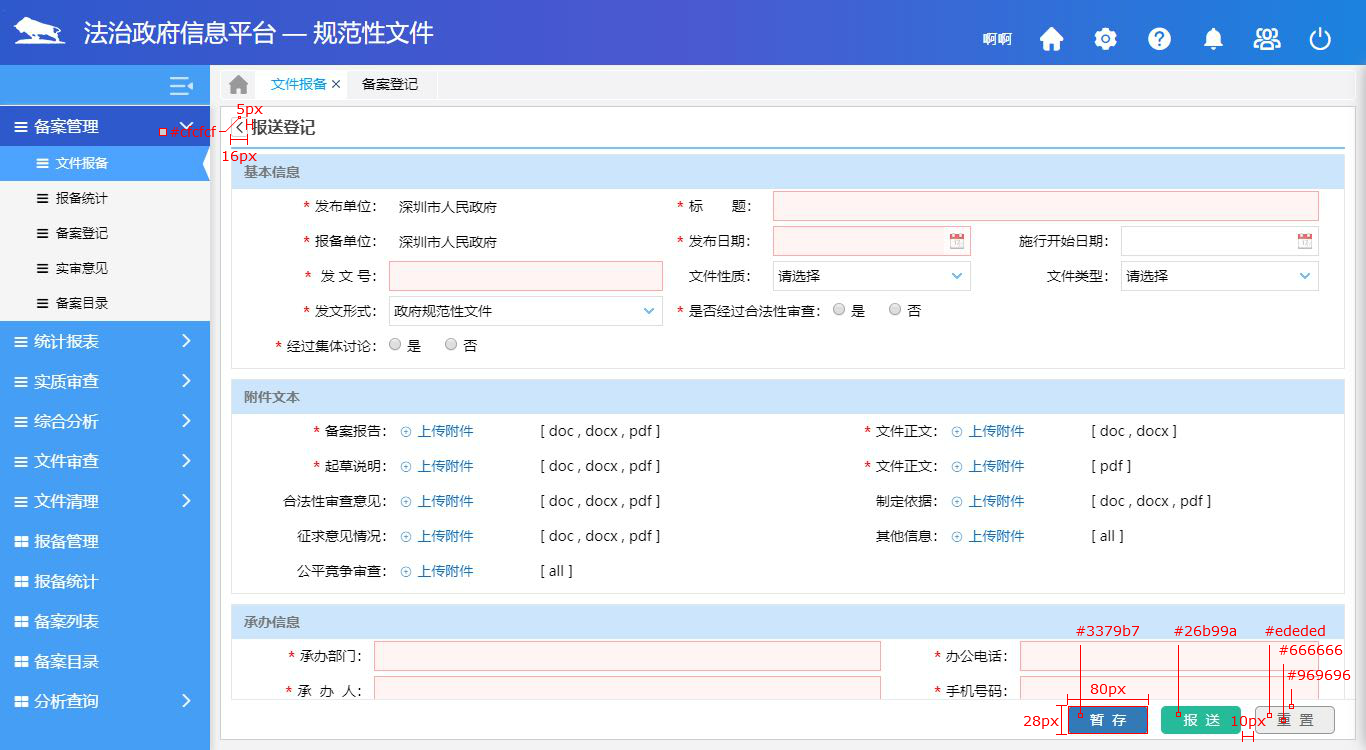 法治政府信息平台 — 规范性文件
啊啊
文件报备 × 备案登记
5px
备案管理
#cfcfcf
报送登记
16px
文件报备
报备统计
备案登记
实审意见
备案目录
统计报表
实质审查
综合分析
文件审查
文件清理
报备管理
报备统计
备案列表
备案目录
分析查询
基本信息
* 发布单位: 深圳市人民政府 * 标 题:
* 报备单位: 深圳市人民政府 * 发布日期: 施行开始日期:
* 发 文 号: 文件性质: 请选择 文件类型: 请选择
* 发文形式: 政府规范性文件 * 是否经过合法性审查: 是 否
* 经过集体讨论: 是 否
附件文本
* 备案报告: 上传附件 [ doc , docx , pdf ] * 文件正文: 上传附件 [ doc , docx ]
* 起草说明: 上传附件 [ doc , docx , pdf ] * 文件正文: 上传附件 [ pdf ]
合法性审查意见: 上传附件 [ doc , docx , pdf ] 制定依据: 上传附件 [ doc , docx , pdf ]
征求意见情况: 上传附件 [ doc , docx , pdf ] 其他信息: 上传附件 [ all ]
公平竞争审查: 上传附件 [ all ]
承办信息
#3379b7 #26b99a #ededed
* 承办部门: * 办公电话:
#666666
#969696
* 承 办 人: * 手机号码:
80px
28px 暂 存 报 送 10px 重 置